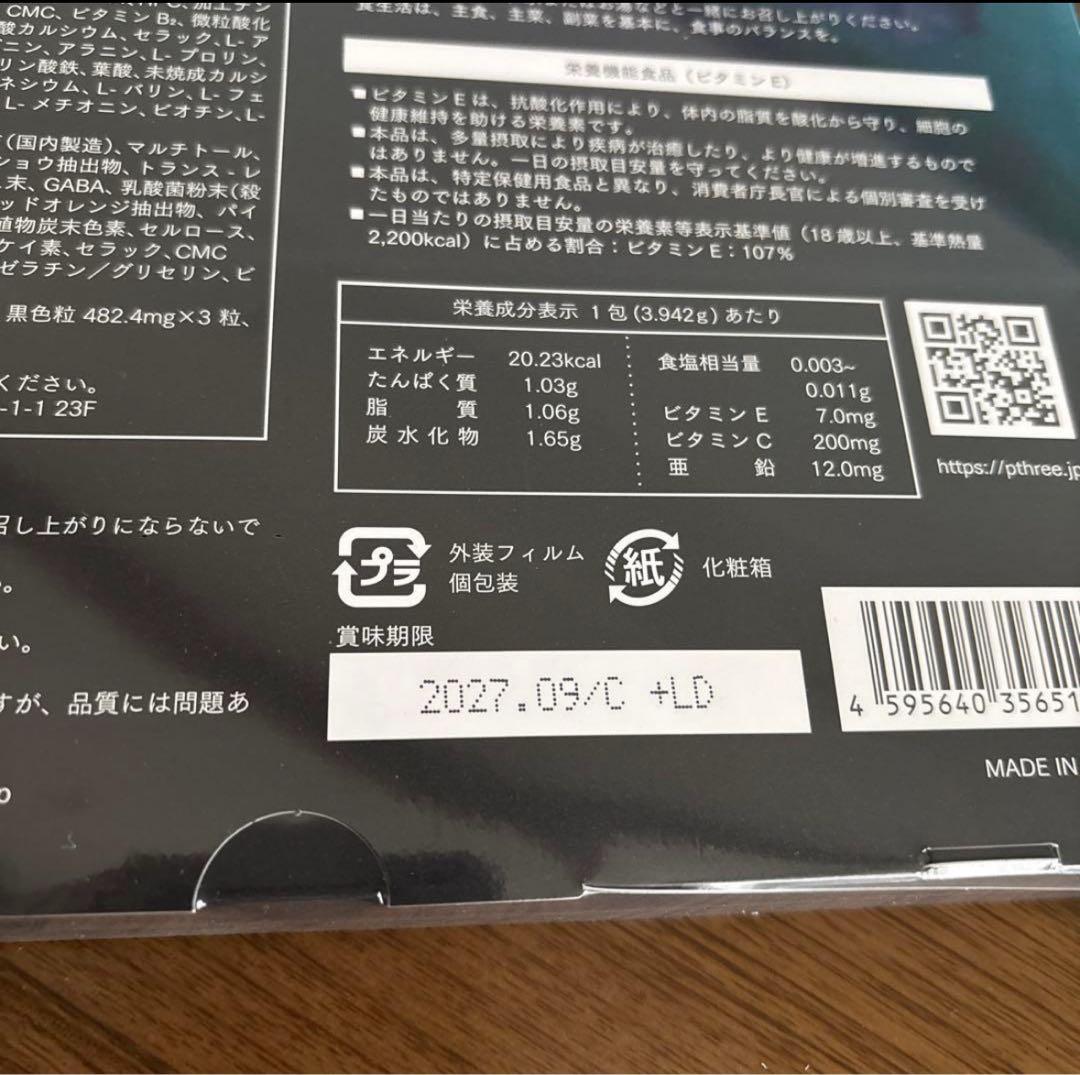 CMC、ビタミンB₂、微粒酸化
酸カルシウム、セラック、L-ア
ニン、アラニン、L-プロリン、
リン酸鉄、葉酸、未焼成カルシ
ネシウム、L-バリン、L-フェ
L-メチオニン、ビオチン、L-
(国内製造)、マルチトール、
ショウ抽出物、トランス-レ
末、GABA、乳酸菌粉末(殺
ッドオレンジ抽出物、パイ
植物炭末色素、セルロース、
ケイ素、セラック、CMC
ゼラチン/グリセリン、ビ
黒色粒 482.4mg×3粒、
ください。
-1-1 23F
召し上がりにならないで
い。
すが、品質には問題あ
食生活は、主食、主菜、副菜を基本に、食事のバランスを。
栄養機能食品《ビタミンE》
■ビタミンEは、抗酸化作用により、体内の脂質を酸化から守り、細胞の
健康維持を助ける栄養素です。
■本品は、多量摂取により疾病が治癒したり、より健康が増進するもので
はありません。一日の摂取目安量を守ってください。
■本品は、特定保健用食品と異なり、消費者庁長官による個別審査を受け
たものではありません。
■一日当たりの摂取目安量の栄養素等表示基準値(18歳以上、基準熱量
2,200kcal)に占める割合:ビタミンE:107%
栄養成分表示 1包(3.942g)あたり
エネルギー 20.23kcal
たんぱく質 1.03g
脂質 1.06g
炭水化物 1.65g
食塩相当量 0.003~
0.011g
ビタミンE 7.0mg
ビタミンC 200mg
亜鉛 12.0mg
https://pthree.jp
プラ
外装フィルム
個包装
紙
化粧箱
賞味期限
2027.09/C +LD
4 595640 35651
MADE IN